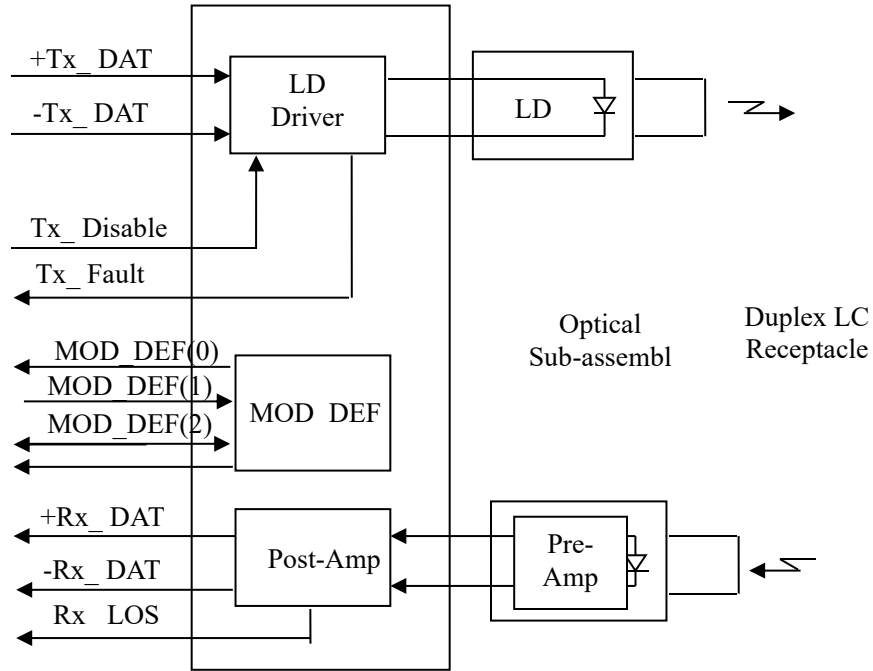 +Tx_ DAT
-Tx_ DAT
LD
Driver
LD
Tx_ Disable
Tx_ Fault
Optical
Sub-assembl
Duplex LC
Receptacle
MOD_DEF(0)
MOD_DEF(1)
MOD_DEF(2)
MOD DEF
+Rx_ DAT
-Rx_ DAT
Rx LOS
Post-Amp
Pre-
Amp